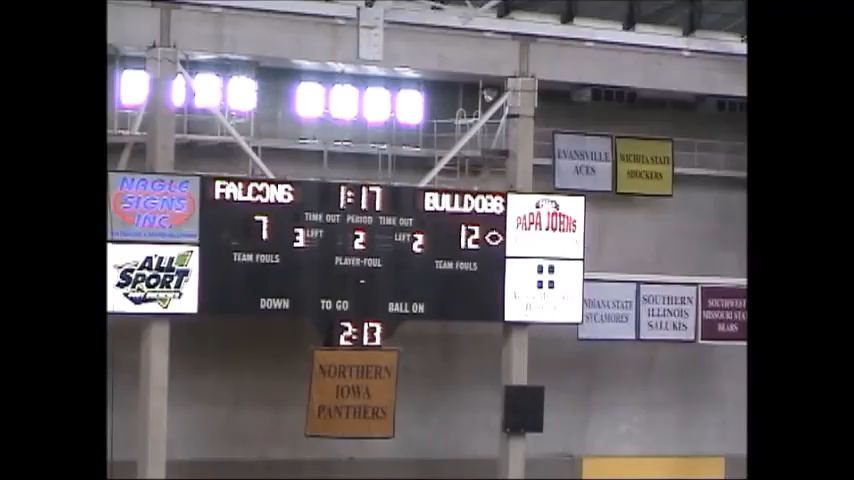 EVANSVILLE
ACES
WICHITA STATE
SHOCKERS
NAGLE
SIGNS
INC.
FALCONS
1:17
BULLDOGS
PAPA JOHNS
TIME OUT PERIOD TIME OUT
7
3 LEFT
2
LEFT 2
12
TEAM FOULS
PLAYER-FOUL
TEAM FOULS
ALL
SPORT
DOWN
TO GO
BALL ON
2:13
INDIANA STATE
SYCAMORES
SOUTHERN
ILLINOIS
SALUKIS
SOUTHWEST
MISSOURI STATE
BEARS
NORTHERN
IOWA
PANTHERS